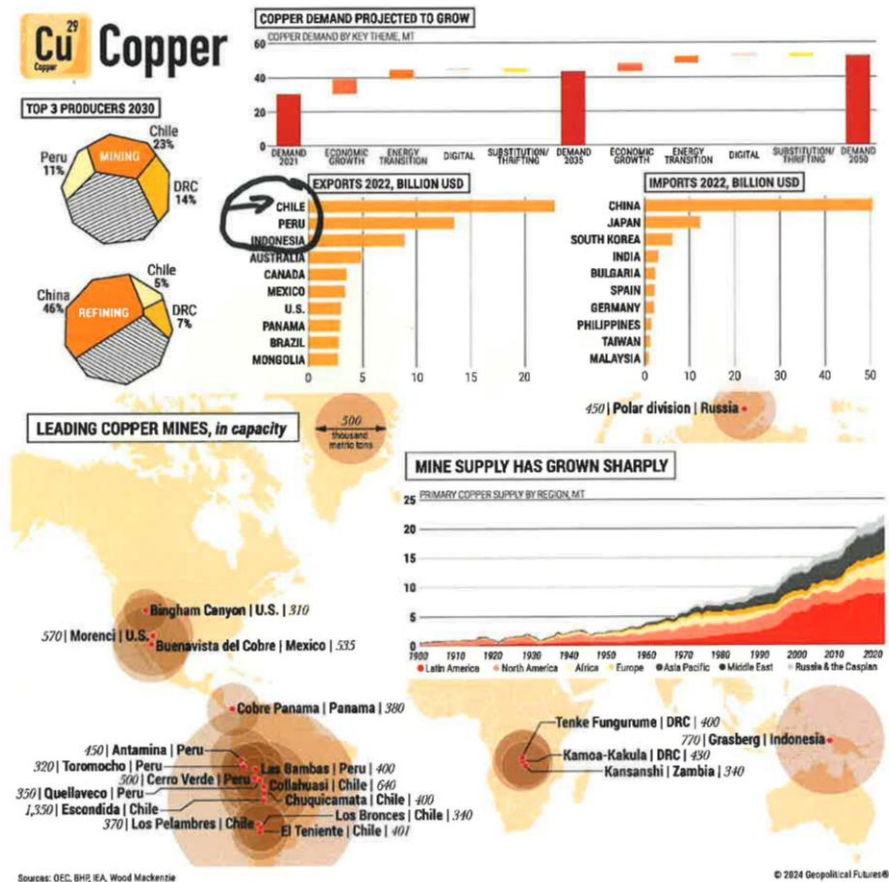 29
Cu
Copper
Copper
COPPER DEMAND PROJECTED TO GROW
COPPER DEMAND BY KEY THEME, MT
60
40
20
0
DEMAND 2021
ECONOMIC GROWTH
ENERGY TRANSITION
DIGITAL
SUBSTITUTION/ THRIFTING
DEMAND 2035
ECONOMIC GROWTH
ENERGY TRANSITION
DIGITAL
SUBSTITUTION/ THRIFTING
DEMAND 2050
TOP 3 PRODUCERS 2030
MINING
Chile
23%
Peru
11%
DRC
14%
REFINING
Chile
5%
China
46%
DRC
7%
EXPORTS 2022, BILLION USD
CHILE
PERU
INDONESIA
AUSTRALIA
CANADA
MEXICO
U.S.
PANAMA
BRAZIL
MONGOLIA
0 5 10 15 20
IMPORTS 2022, BILLION USD
CHINA
JAPAN
SOUTH KOREA
INDIA
BULGARIA
SPAIN
GERMANY
PHILIPPINES
TAIWAN
MALAYSIA
0 10 20 30 40 50
LEADING COPPER MINES, in capacity
500
thousand
metric tons
450 | Polar division | Russia
MINE SUPPLY HAS GROWN SHARPLY
PRIMARY COPPER SUPPLY BY REGION, MT
25
20
15
10
5
0
1900 1910 1920 1930 1940 1950 1960 1970 1980 1990 2000 2010 2020
Latin America North America Africa Europe Asia Pacific Middle East Russia & the Caspian
Bingham Canyon | U.S. | 310
570 | Morenci | U.S.
Buenavista del Cobre | Mexico | 535
Cobre Panama | Panama | 380
450 | Antamina | Peru
320 | Toromocho | Peru
Las Bambas | Peru | 400
500 | Cerro Verde | Peru
Collahuasi | Chile | 640
350 | Quellaveco | Peru
Chuquicamata | Chile | 400
1,350 | Escondida | Chile
Los Bronces | Chile | 340
370 | Los Pelambres | Chile
El Teniente | Chile | 401
Tenke Fungurume | DRC | 400
770 | Grasberg | Indonesia
Kamoa-Kakula | DRC | 430
Kansanshi | Zambia | 340
Sources: OEC, BHP, IEA, Wood Mackenzie
© 2024 Geopolitical Futures®